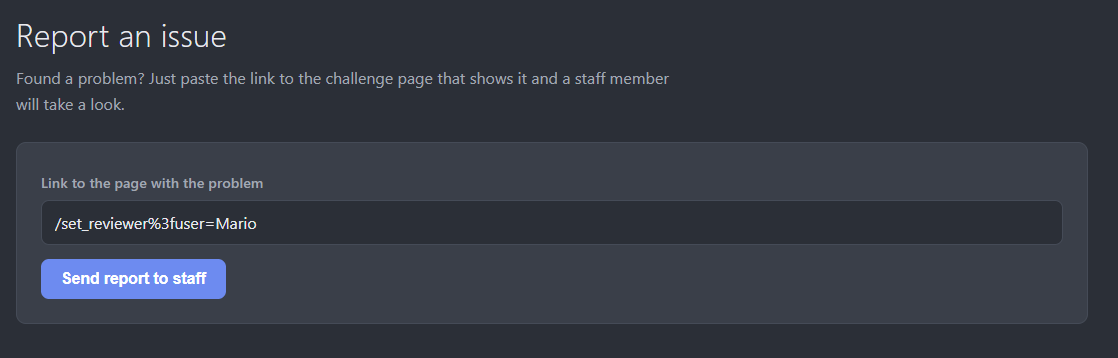 Report an issue
Found a problem? Just paste the link to the challenge page that shows it and a staff member
will take a look.
Link to the page with the problem
/set_reviewer%3fuser=Mario
Send report to staff